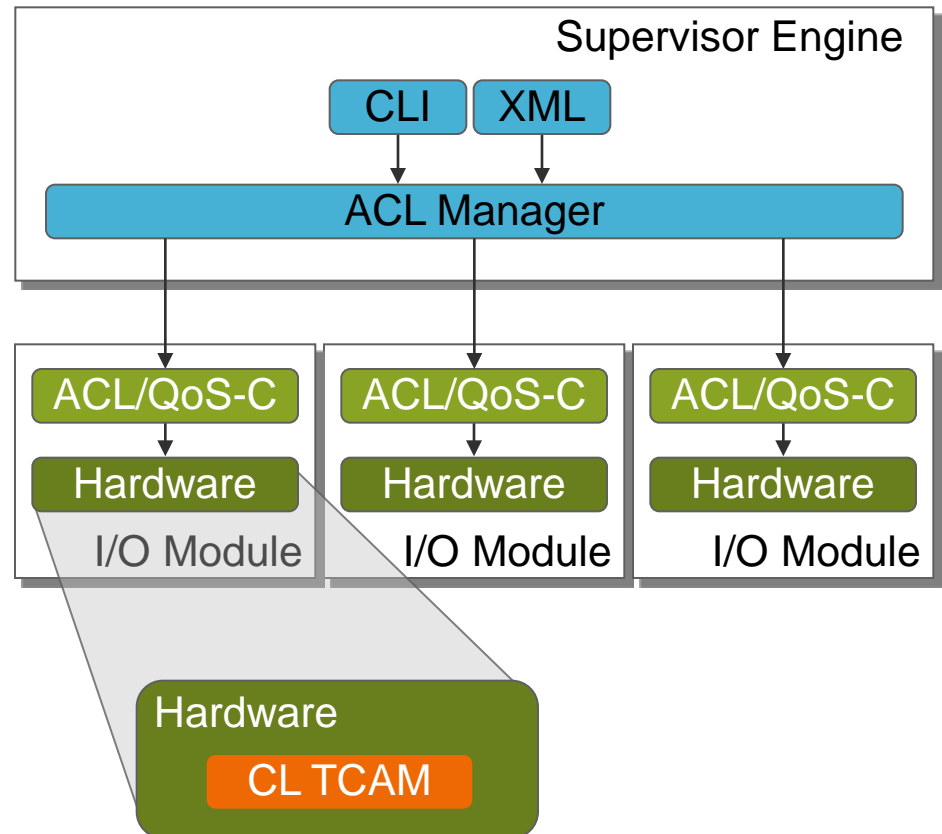 Supervisor Engine
CLI
XML
ACL Manager
ACL/QoS-C
ACL/QoS-C
ACL/QoS-C
Hardware
Hardware
Hardware
I/O Module
I/O Module
I/O Module
Hardware
CL TCAM